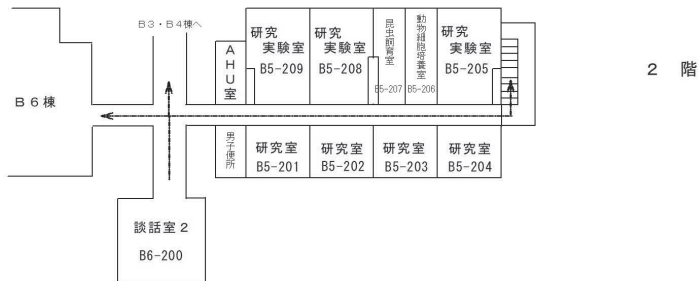 B3・B4棟へ
B6棟
AHU室
研究
実験室
B5-209
研究
実験室
B5-208
昆虫飼育室
B5-207
動物細胞培養室
B5-206
研究
実験室
B5-205
2 階
男子便所
研究室
B5-201
研究室
B5-202
研究室
B5-203
研究室
B5-204
談話室2
B6-200